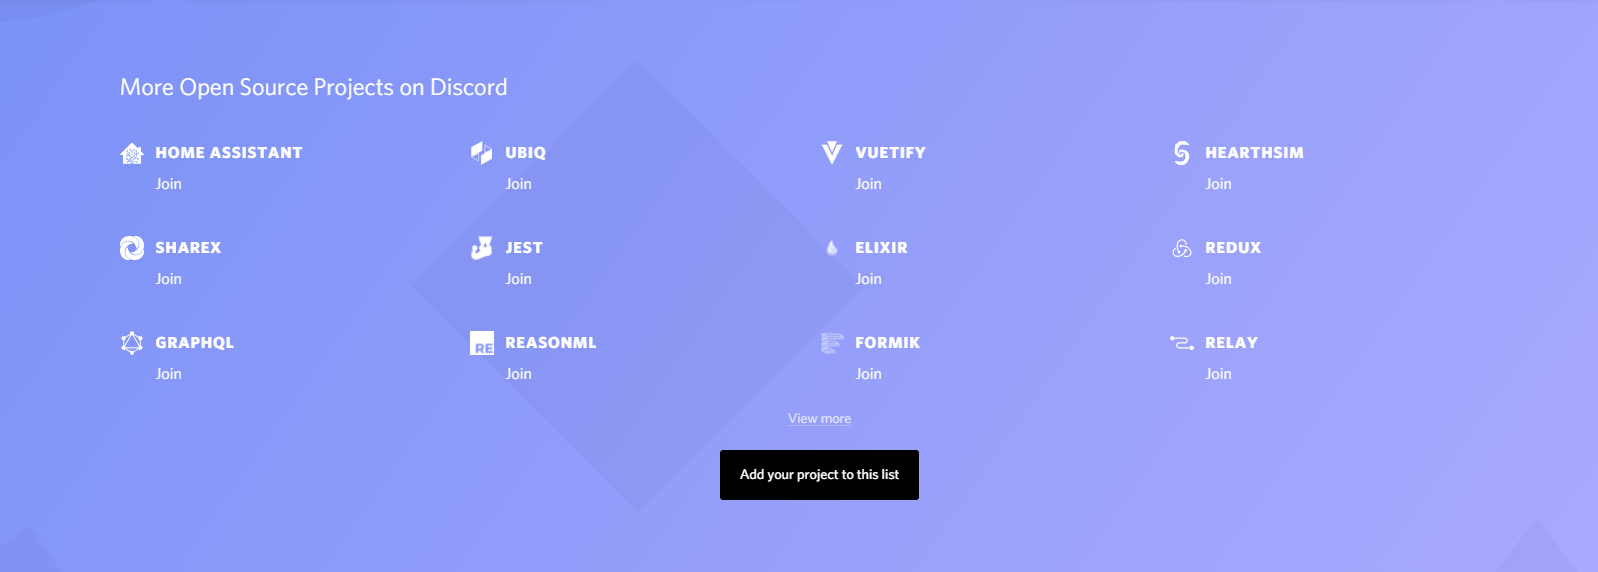 More Open Source Projects on Discord
HOME ASSISTANT
Join
UBIQ
Join
VUETIFY
Join
HEARTHSIM
Join
SHAREX
Join
JEST
Join
ELIXIR
Join
REDUX
Join
GRAPHQL
Join
RE
REASONML
Join
FORMIK
Join
RELAY
Join
View more
Add your project to this list